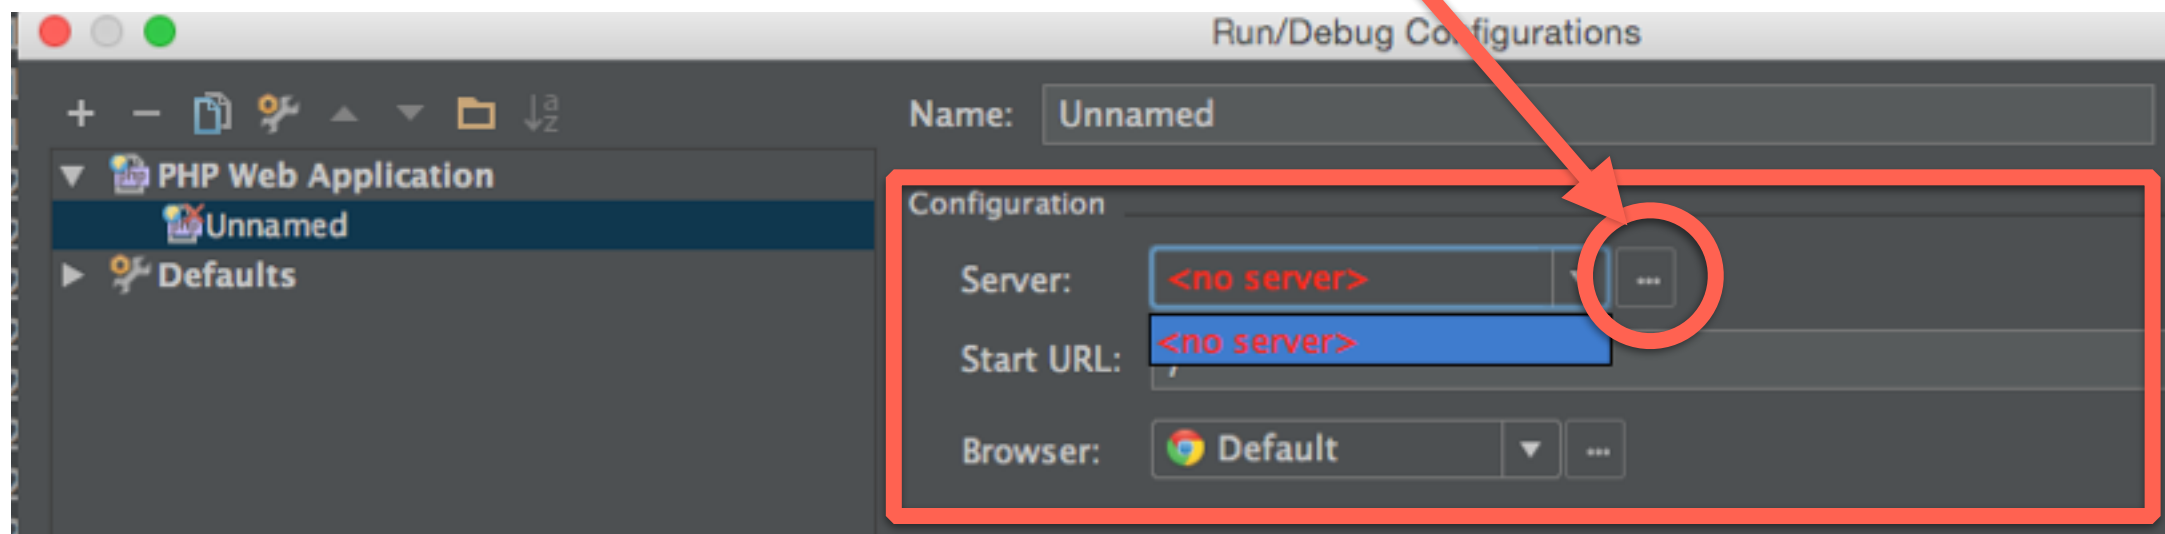 Run/Debug Configurations
Name: Unnamed
PHP Web Application
Unnamed
Defaults
Configuration
Server: <no server> ...
<no server>
Start URL: /
Browser: Default ...